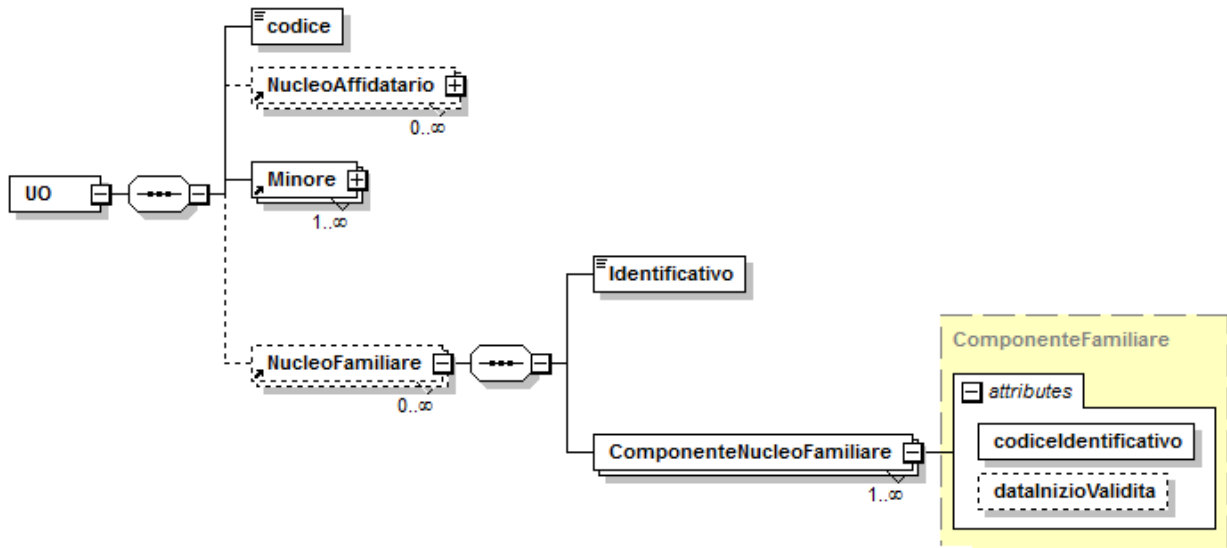 codice
NucleoAffidatario
0..∞
UO
Minore
1..∞
Identificativo
NucleoFamiliare
0..∞
ComponenteNucleoFamiliare
1..∞
ComponenteFamiliare
attributes
codiceIdentificativo
dataInizioValidita